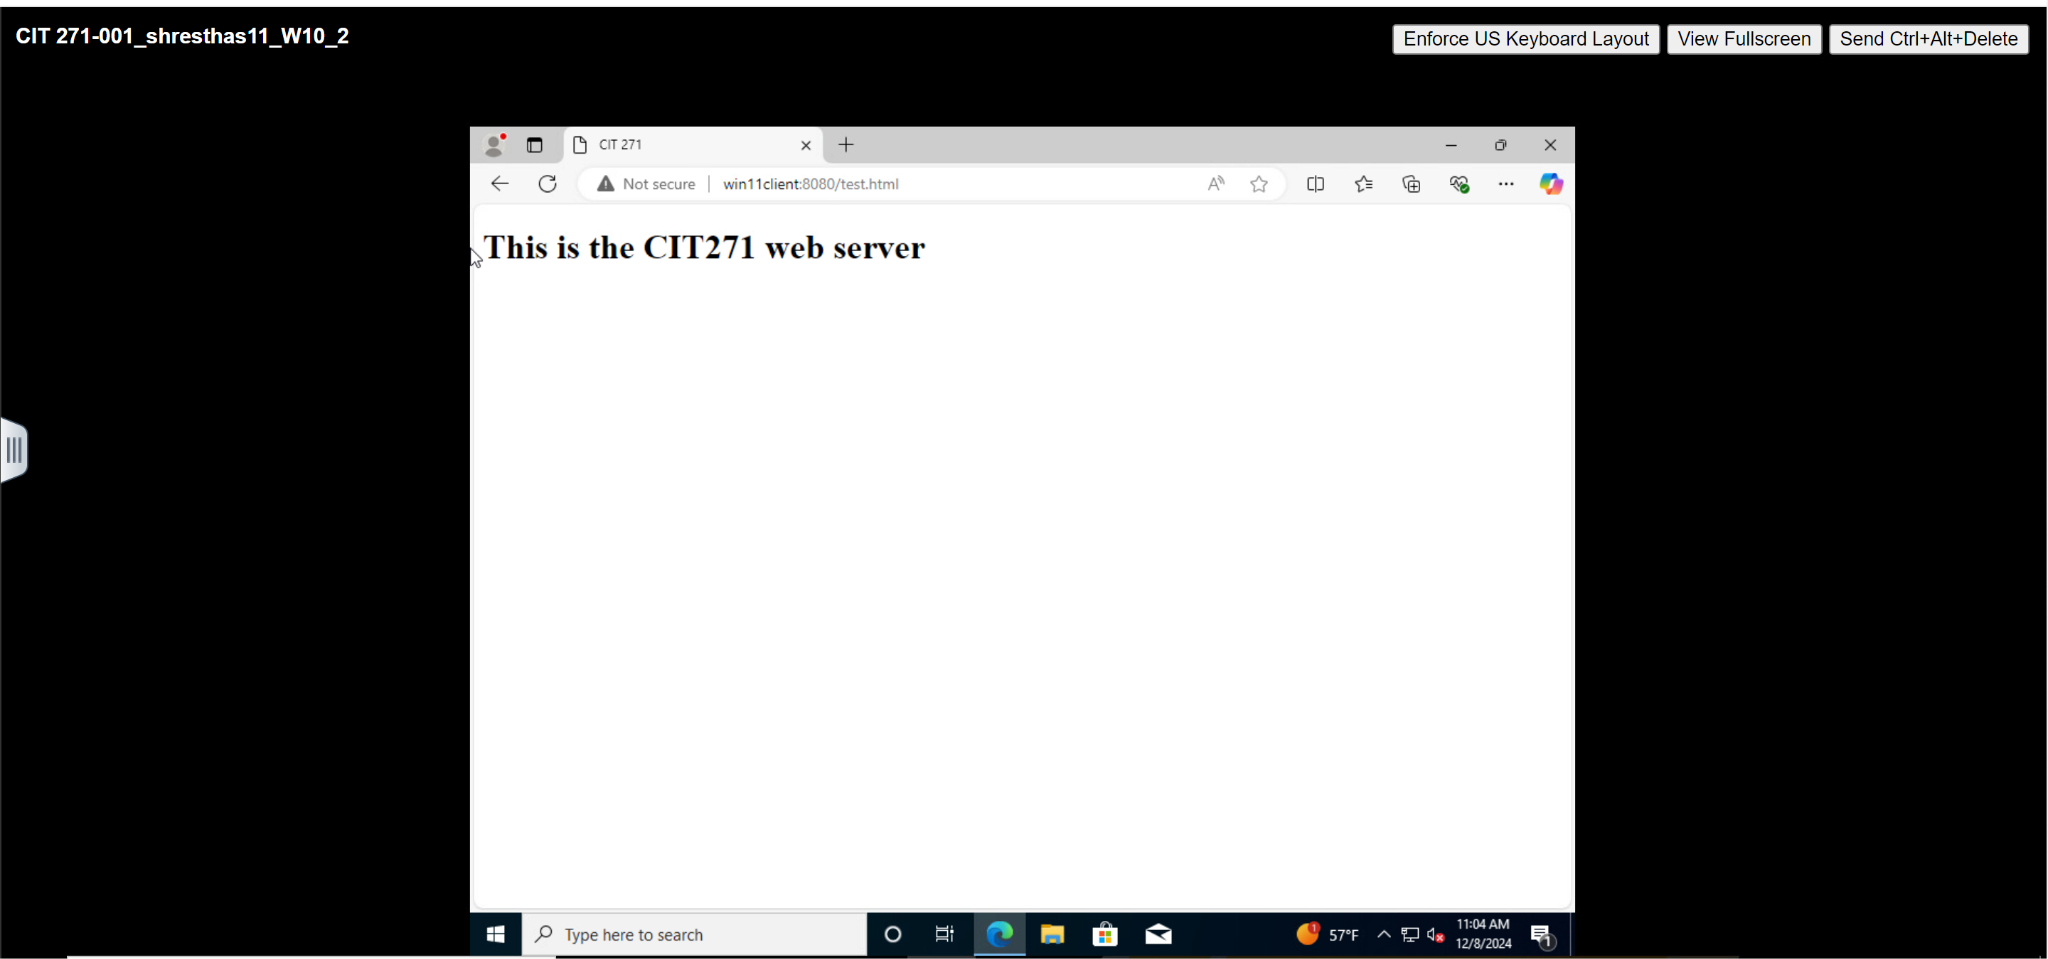 CIT 271-001_shresthas11_W10_2
Enforce US Keyboard Layout
View Fullscreen
Send Ctrl+Alt+Delete
CIT 271
Not secure
win11client:8080/test.html
This is the CIT271 web server
Type here to search
1
57°F
11:04 AM
12/8/2024
1